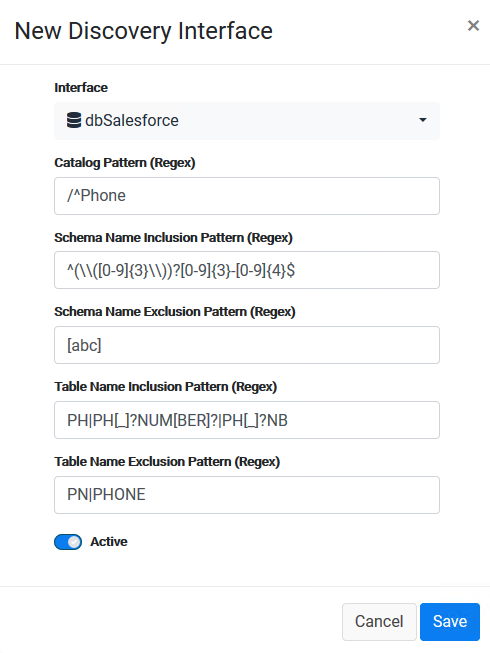 New Discovery Interface
×
Interface
dbSalesforce
Catalog Pattern (Regex)
/^Phone
Schema Name Inclusion Pattern (Regex)
^(\\([0-9]{3}\\))?[0-9]{3}-[0-9]{4}$
Schema Name Exclusion Pattern (Regex)
[abc]
Table Name Inclusion Pattern (Regex)
PH|PH[_]?NUM[BER]?|PH[_]?NB
Table Name Exclusion Pattern (Regex)
PN|PHONE
Active
Cancel Save